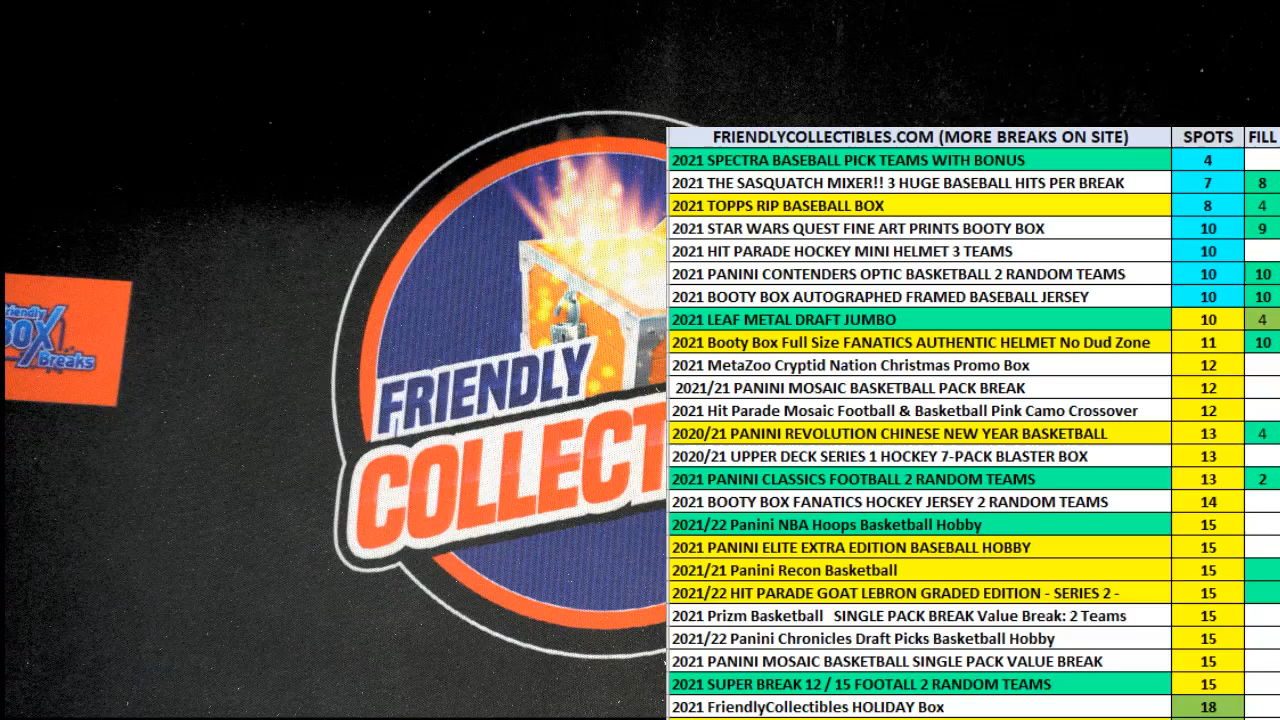 riendly
BOX
Breaks
FRIENDLY
COLLECT
FRIENDLYCOLLECTIBLES.COM (MORE BREAKS ON SITE) SPOTS FILL
2021 SPECTRA BASEBALL PICK TEAMS WITH BONUS 4
2021 THE SASQUATCH MIXER!! 3 HUGE BASEBALL HITS PER BREAK 7 8
2021 TOPPS RIP BASEBALL BOX 8 4
2021 STAR WARS QUEST FINE ART PRINTS BOOTY BOX 10 9
2021 HIT PARADE HOCKEY MINI HELMET 3 TEAMS 10
2021 PANINI CONTENDERS OPTIC BASKETBALL 2 RANDOM TEAMS 10 10
2021 BOOTY BOX AUTOGRAPHED FRAMED BASEBALL JERSEY 10 10
2021 LEAF METAL DRAFT JUMBO 10 4
2021 Booty Box Full Size FANATICS AUTHENTIC HELMET No Dud Zone 11 10
2021 MetaZoo Cryptid Nation Christmas Promo Box 12
2021/21 PANINI MOSAIC BASKETBALL PACK BREAK 12
2021 Hit Parade Mosaic Football & Basketball Pink Camo Crossover 12
2020/21 PANINI REVOLUTION CHINESE NEW YEAR BASKETBALL 13 4
2020/21 UPPER DECK SERIES 1 HOCKEY 7-PACK BLASTER BOX 13
2021 PANINI CLASSICS FOOTBALL 2 RANDOM TEAMS 13 2
2021 BOOTY BOX FANATICS HOCKEY JERSEY 2 RANDOM TEAMS 14
2021/22 Panini NBA Hoops Basketball Hobby 15
2021 PANINI ELITE EXTRA EDITION BASEBALL HOBBY 15
2021/21 Panini Recon Basketball 15
2021/22 HIT PARADE GOAT LEBRON GRADED EDITION - SERIES 2 - 15
2021 Prizm Basketball SINGLE PACK BREAK Value Break: 2 Teams 15
2021/22 Panini Chronicles Draft Picks Basketball Hobby 15
2021 PANINI MOSAIC BASKETBALL SINGLE PACK VALUE BREAK 15
2021 SUPER BREAK 12 / 15 FOOTALL 2 RANDOM TEAMS 15
2021 FriendlyCollectibles HOLIDAY Box 18